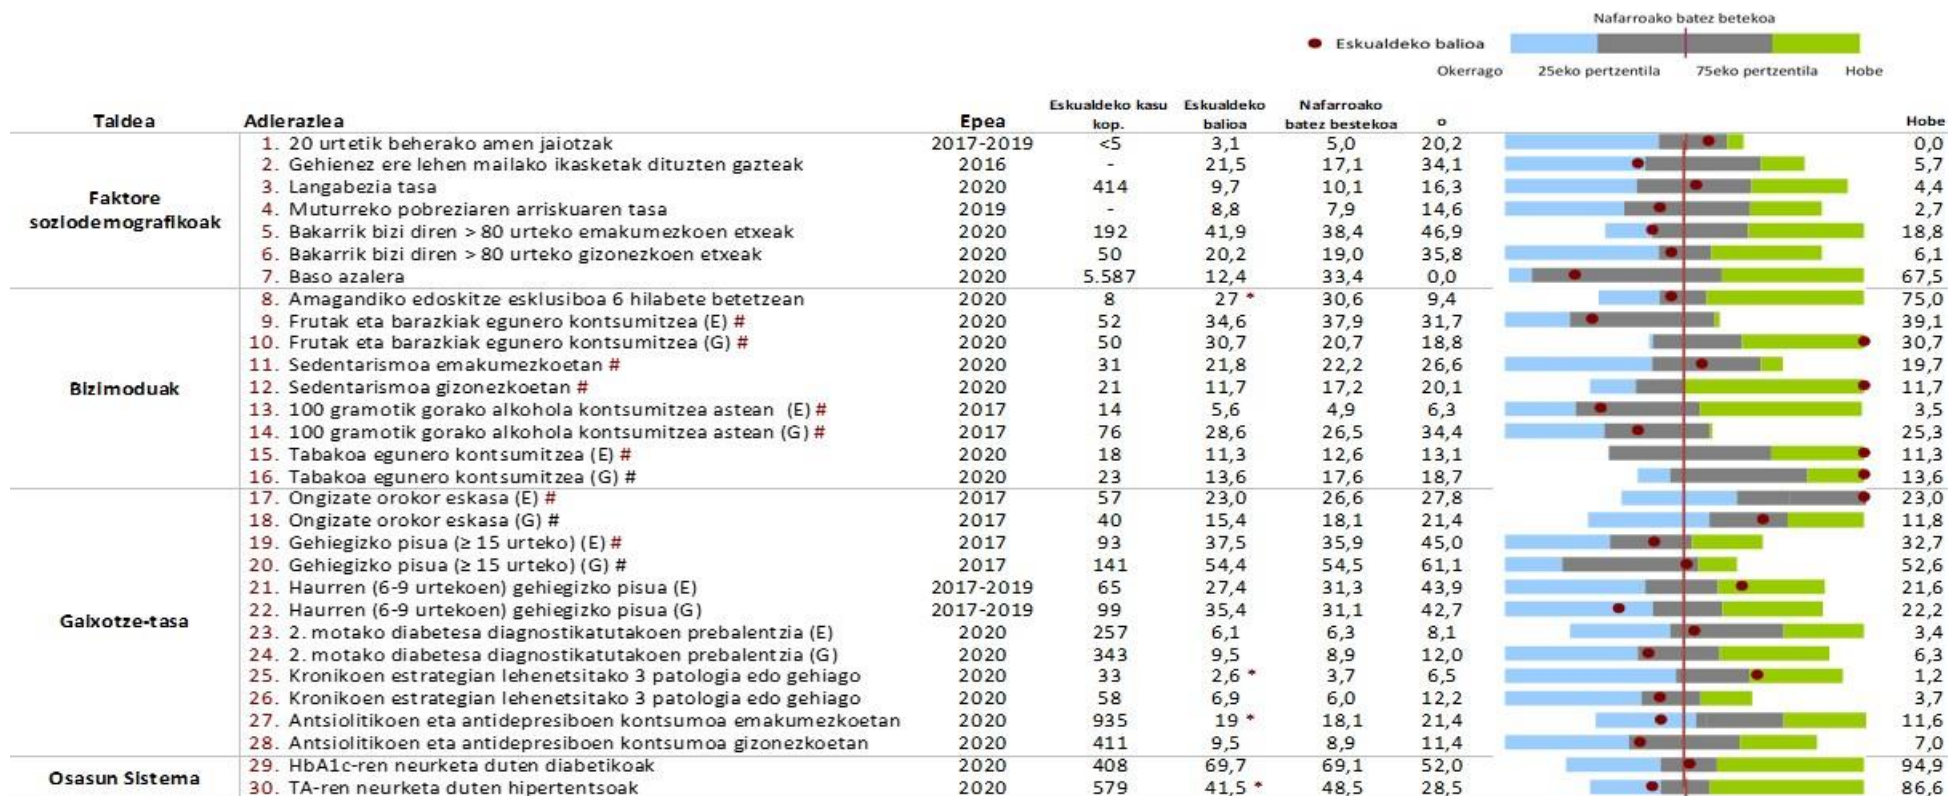 Nafarroako batez betekoa
Eskualdeko balioa
Okerrago 25eko pertzentila 75eko pertzentila Hobe
Taldea Adierazlea Epea Eskualdeko kasu kop. Eskualdeko balioa Nafarroako batez bestekoa o Hobe
Faktore soziodemografikoak
1. 20 urtetik beherako amen jaiotzak 2017-2019 <5 3,1 5,0 20,2 0,0
2. Gehienez ere lehen mailako ikasketak dituzten gazteak 2016 - 21,5 17,1 34,1 5,7
3. Langabezia tasa 2020 414 9,7 10,1 16,3 4,4
4. Muturreko pobreziaren arriskuaren tasa 2019 - 8,8 7,9 14,6 2,7
5. Bakarrik bizi diren > 80 urteko emakumezkoen etxeak 2020 192 41,9 38,4 46,9 18,8
6. Bakarrik bizi diren > 80 urteko gizonezkoen etxeak 2020 50 20,2 19,0 35,8 6,1
7. Baso azalera 2020 5.587 12,4 33,4 0,0 67,5
Bizimoduak
8. Amagandiko edoskitze esklusiboa 6 hilabete betetzean 2020 8 27 * 30,6 9,4 75,0
9. Frutak eta barazkiak egunero kontsumitzea (E) # 2020 52 34,6 37,9 31,7 39,1
10. Frutak eta barazkiak egunero kontsumitzea (G) # 2020 50 30,7 20,7 18,8 30,7
11. Sedentarismoa emakumezkoetan # 2020 31 21,8 22,2 26,6 19,7
12. Sedentarismoa gizonezkoetan # 2020 21 11,7 17,2 20,1 11,7
13. 100 gramotik gorako alkohola kontsumitzea astean (E) # 2017 14 5,6 4,9 6,3 3,5
14. 100 gramotik gorako alkohola kontsumitzea astean (G) # 2017 76 28,6 26,5 34,4 25,3
15. Tabakoa egunero kontsumitzea (E) # 2020 18 11,3 12,6 13,1 11,3
16. Tabakoa egunero kontsumitzea (G) # 2020 23 13,6 17,6 18,7 13,6
Gaixotze-tasa
17. Ongizate orokor eskasa (E) # 2017 57 23,0 26,6 27,8 23,0
18. Ongizate orokor eskasa (G) # 2017 40 15,4 18,1 21,4 11,8
19. Gehiegizko pisua (≥ 15 urteko) (E) # 2017 93 37,5 35,9 45,0 32,7
20. Gehiegizko pisua (≥ 15 urteko) (G) # 2017 141 54,4 54,5 61,1 52,6
21. Haurren (6-9 urtekoen) gehiegizko pisua (E) 2017-2019 65 27,4 31,3 43,9 21,6
22. Haurren (6-9 urtekoen) gehiegizko pisua (G) 2017-2019 99 35,4 31,1 42,7 22,2
23. 2. motako diabetesa diagnostikatutakoen prebalentzia (E) 2020 257 6,1 6,3 8,1 3,4
24. 2. motako diabetesa diagnostikatutakoen prebalentzia (G) 2020 343 9,5 8,9 12,0 6,3
25. Kronikoen estrategian lehenetsitako 3 patologia edo gehiago 2020 33 2,6 * 3,7 6,5 1,2
26. Kronikoen estrategian lehenetsitako 3 patologia edo gehiago 2020 58 6,9 6,0 12,2 3,7
27. Antsiolitikoen eta antidepresiboen kontsumoa emakumezkoetan 2020 935 19 * 18,1 21,4 11,6
28. Antsiolitikoen eta antidepresiboen kontsumoa gizonezkoetan 2020 411 9,5 8,9 11,4 7,0
Osasun Sistema
29. HbA1c-ren neurketa duten diabetikoak 2020 408 69,7 69,1 52,0 94,9
30. TA-ren neurketa duten hipertentsoak 2020 579 41,5 * 48,5 28,5 86,6